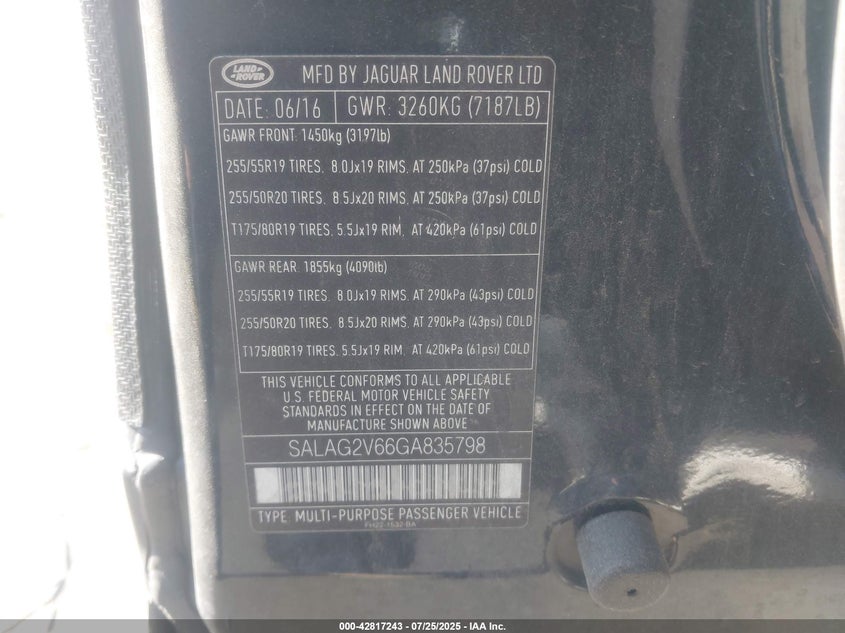 LAND ROVER
MFD BY JAGUAR LAND ROVER LTD
DATE: 06/16 GWR: 3260KG (7187LB)
GAWR FRONT: 1450kg (3197lb)
255/55R19 TIRES, 8.0Jx19 RIMS, AT 250kPa (37psi) COLD
255/50R20 TIRES, 8.5Jx20 RIMS, AT 250kPa (37psi) COLD
T175/80R19 TIRES, 5.5Jx19 RIM, AT 420kPa (61psi) COLD
GAWR REAR: 1855kg (4090lb)
255/55R19 TIRES, 8.0Jx19 RIMS, AT 290kPa (43psi) COLD
255/50R20 TIRES, 8.5Jx20 RIMS, AT 290kPa (43psi) COLD
T175/80R19 TIRES, 5.5Jx19 RIM, AT 420kPa (61psi) COLD
THIS VEHICLE CONFORMS TO ALL APPLICABLE
U.S. FEDERAL MOTOR VEHICLE SAFETY
STANDARDS IN EFFECT ON THE DATE OF
MANUFACTURE SHOWN ABOVE
SALAG2V66GA835798
TYPE: MULTI-PURPOSE PASSENGER VEHICLE
FH22-1532-BA
000-42817243 / 07/25/2025 - IAA Inc.